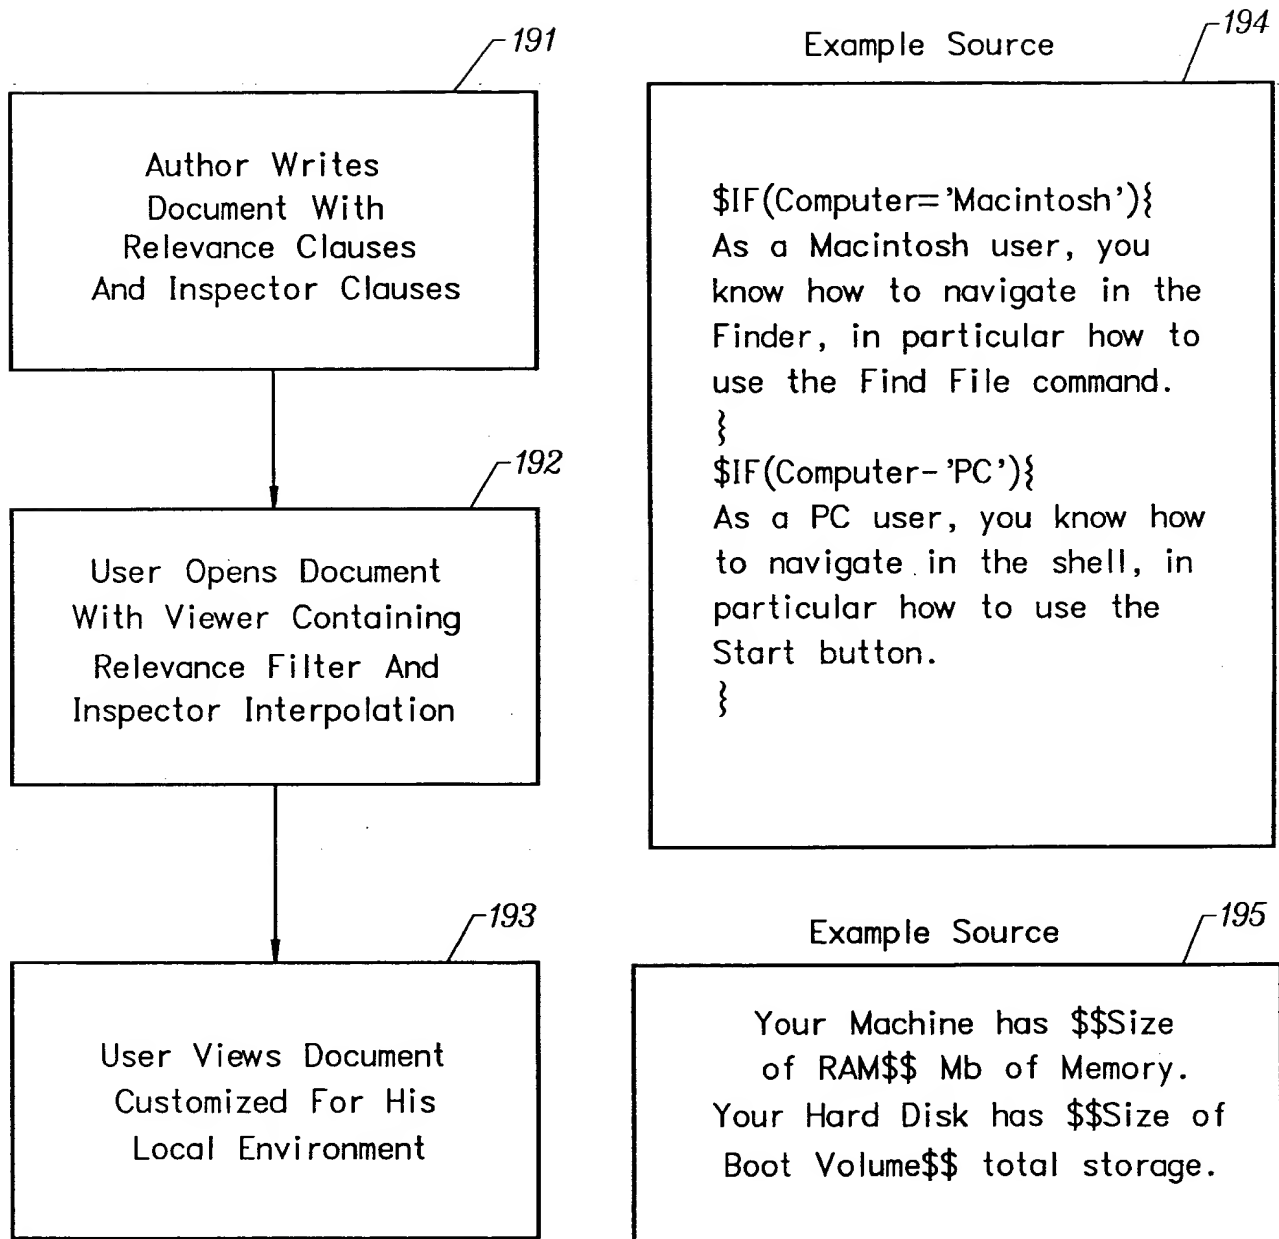 191
Author Writes
Document With
Relevance Clauses
And Inspector Clauses
192
User Opens Document
With Viewer Containing
Relevance Filter And
Inspector Interpolation
193
User Views Document
Customized For His
Local Environment
Example Source
194
$IF(Computer='Macintosh'){
As a Macintosh user, you
know how to navigate in the
Finder, in particular how to
use the Find File command.
}
$IF(Computer-'PC'){
As a PC user, you know how
to navigate in the shell, in
particular how to use the
Start button.
}
Example Source
195
Your Machine has $$Size
of RAM$$ Mb of Memory.
Your Hard Disk has $$Size of
Boot Volume$$ total storage.